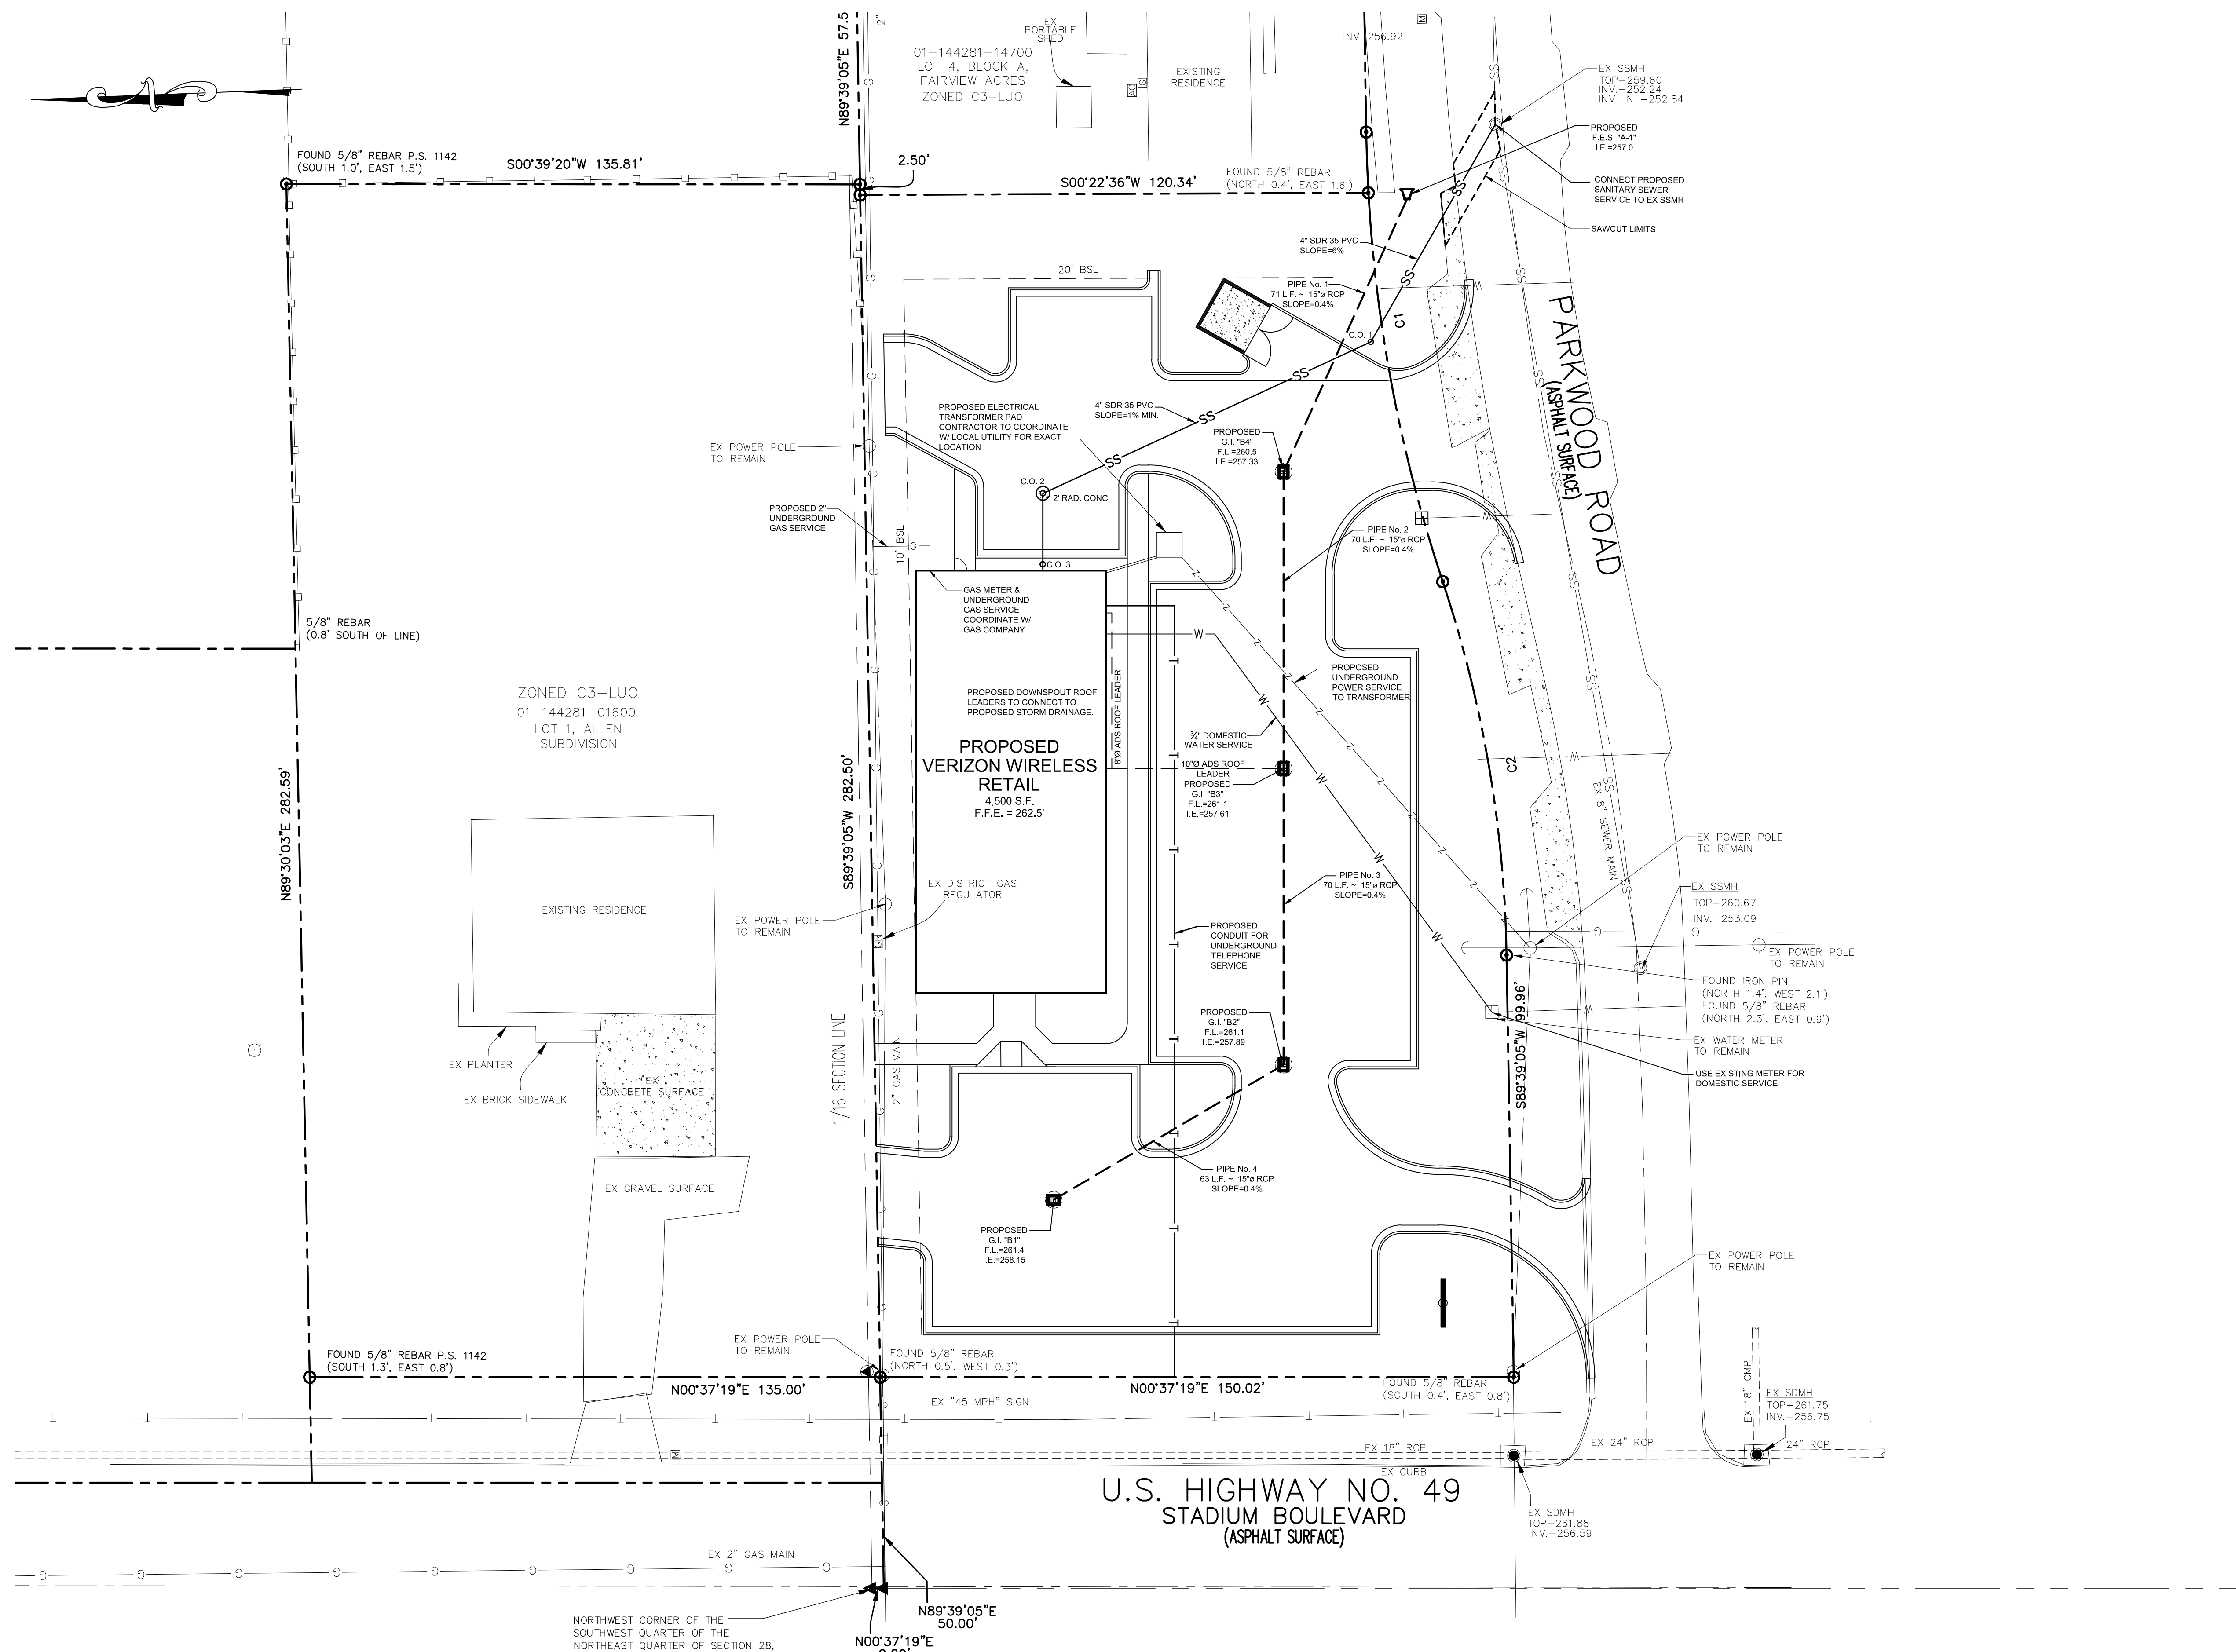 N89°39'05"E 57.5
2"
EX
PORTABLE
SHED
01-144281-14700
LOT 4, BLOCK A,
FAIRVIEW ACRES
ZONED C3-LUO
AC
G
EXISTING
RESIDENCE
INV-256.92
M
EX SSMH
TOP-259.60
INV.-252.24
INV. IN -252.84
PROPOSED
F.E.S. "A-1"
I.E.=257.0
CONNECT PROPOSED
SANITARY SEWER
SERVICE TO EX SSMH
SAWCUT LIMITS
FOUND 5/8" REBAR P.S. 1142
(SOUTH 1.0', EAST 1.5')
S00°39'20"W 135.81'
2.50'
S00°22'36"W 120.34'
FOUND 5/8" REBAR
(NORTH 0.4', EAST 1.6')
4" SDR 35 PVC
SLOPE=6%
20' BSL
PIPE No. 1
71 L.F. ~ 15"ø RCP
SLOPE=0.4%
C.O. 1
C1
PARKWOOD ROAD
(ASPHALT SURFACE)
PROPOSED ELECTRICAL
TRANSFORMER PAD
CONTRACTOR TO COORDINATE
W/ LOCAL UTILITY FOR EXACT
LOCATION
4" SDR 35 PVC
SLOPE=1% MIN.
PROPOSED
G.I. "B4"
F.L.=260.5
I.E.=257.33
EX POWER POLE
TO REMAIN
C.O. 2
2' RAD. CONC.
PROPOSED 2"
UNDERGROUND
GAS SERVICE
10' BSL
G
C.O. 3
PIPE No. 2
70 L.F. ~ 15"ø RCP
SLOPE=0.4%
GAS METER &
UNDERGROUND
GAS SERVICE
COORDINATE W/
GAS COMPANY
5/8" REBAR
(0.8' SOUTH OF LINE)
ZONED C3-LUO
01-144281-01600
LOT 1, ALLEN
SUBDIVISION
PROPOSED DOWNSPOUT ROOF
LEADERS TO CONNECT TO
PROPOSED STORM DRAINAGE.
8"Ø ADS ROOF LEADER
PROPOSED
UNDERGROUND
POWER SERVICE
TO TRANSFORMER
PROPOSED
VERIZON WIRELESS
RETAIL
4,500 S.F.
F.F.E. = 262.5'
¾" DOMESTIC
WATER SERVICE
10"Ø ADS ROOF
LEADER
PROPOSED
G.I. "B3"
F.L.=261.1
I.E.=257.61
C2
EX 8" SEWER MAIN
N89°30'03"E 282.59'
S89°39'05"W 282.50'
EXISTING RESIDENCE
EX DISTRICT GAS
REGULATOR
GR
EX POWER POLE
TO REMAIN
PIPE No. 3
70 L.F. ~ 15"ø RCP
SLOPE=0.4%
EX POWER POLE
TO REMAIN
EX SSMH
TOP-260.67
INV.-253.09
PROPOSED
CONDUIT FOR
UNDERGROUND
TELEPHONE
SERVICE
EX POWER POLE
TO REMAIN
FOUND IRON PIN
(NORTH 1.4', WEST 2.1')
FOUND 5/8" REBAR
(NORTH 2.3', EAST 0.9')
EX WATER METER
TO REMAIN
USE EXISTING METER FOR
DOMESTIC SERVICE
S89°39'05"W 99.96'
1/16 SECTION LINE
2" GAS MAIN
PROPOSED
G.I. "B2"
F.L.=261.1
I.E.=257.89
EX PLANTER
EX BRICK SIDEWALK
EX
CONCRETE SURFACE
EX GRAVEL SURFACE
PIPE No. 4
63 L.F. ~ 15"ø RCP
SLOPE=0.4%
PROPOSED
G.I. "B1"
F.L.=261.4
I.E.=258.15
EX POWER POLE
TO REMAIN
EX POWER POLE
TO REMAIN
FOUND 5/8" REBAR P.S. 1142
(SOUTH 1.3', EAST 0.8')
FOUND 5/8" REBAR
(NORTH 0.5', WEST 0.3')
N00°37'19"E 135.00'
N00°37'19"E 150.02'
FOUND 5/8" REBAR
(SOUTH 0.4', EAST 0.8')
EX "45 MPH" SIGN
EX 18" CMP
EX SDMH
TOP-261.75
INV.-256.75
M
EX 18" RCP
EX 24" RCP
24" RCP
EX CURB
U.S. HIGHWAY NO. 49
STADIUM BOULEVARD
(ASPHALT SURFACE)
EX SDMH
TOP-261.88
INV.-256.59
EX 2" GAS MAIN
N89°39'05"E
50.00'
NORTHWEST CORNER OF THE
SOUTHWEST QUARTER OF THE
NORTHEAST QUARTER OF SECTION 28,
N00°37'19"E